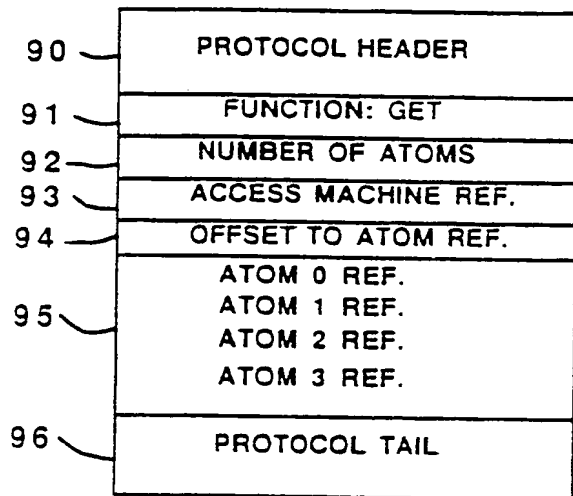 90 PROTOCOL HEADER
91 FUNCTION: GET
92 NUMBER OF ATOMS
93 ACCESS MACHINE REF.
94 OFFSET TO ATOM REF.
ATOM 0 REF.
ATOM 1 REF.
95 ATOM 2 REF.
ATOM 3 REF.
96 PROTOCOL TAIL